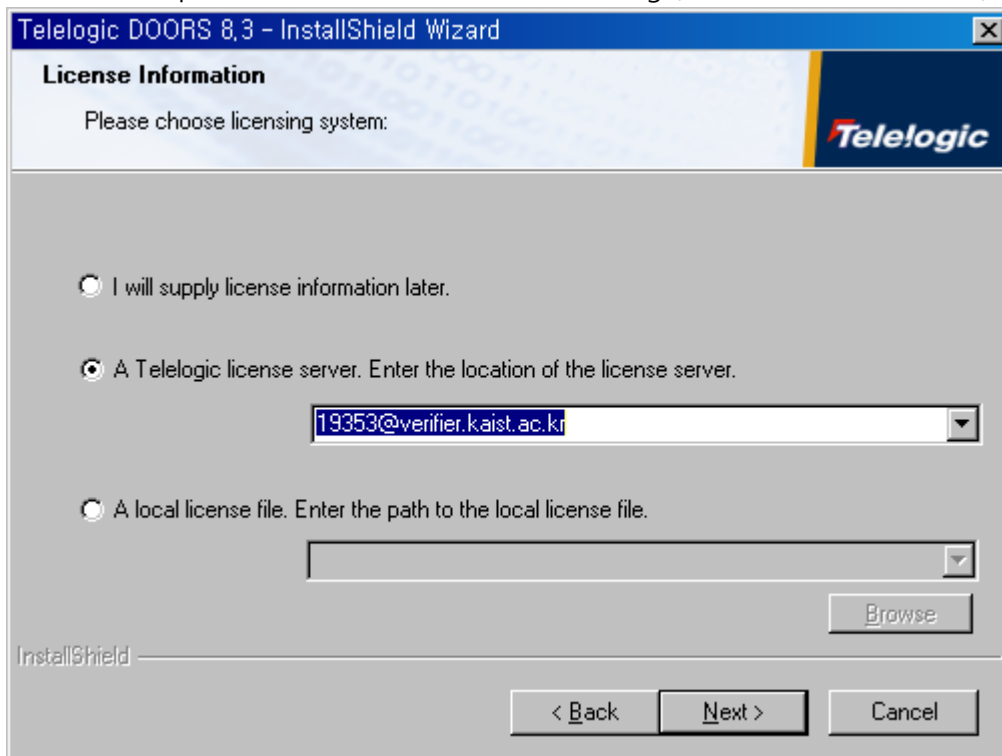 Telelogic DOORS 8,3 - InstallShield Wizard
License Information
Please choose licensing system:
Telelogic
I will supply license information later.
A Telelogic license server. Enter the location of the license server.
19353@verifier.kaist.ac.kr
A local license file. Enter the path to the local license file.
Browse
InstallShield
< Back
Next >
Cancel